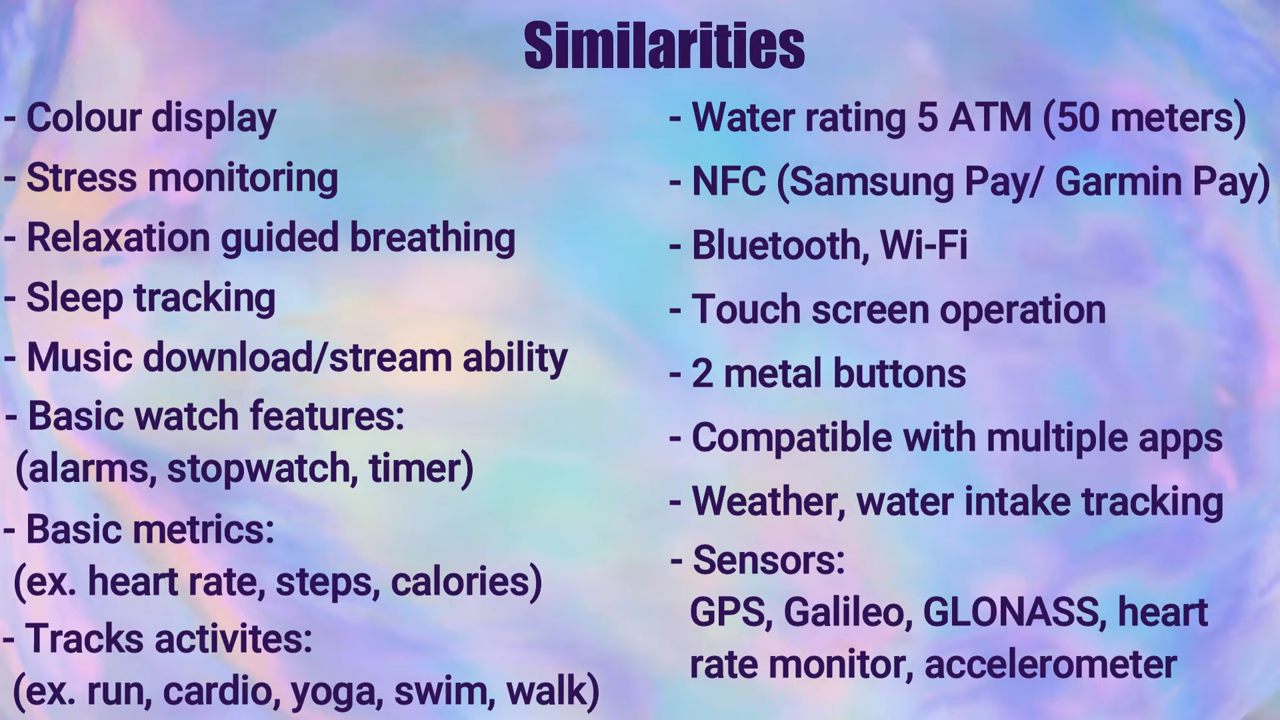 Similarities
- Colour display
- Stress monitoring
- Relaxation guided breathing
- Sleep tracking
- Music download/stream ability
- Basic watch features:
(alarms, stopwatch, timer)
- Basic metrics:
(ex. heart rate, steps, calories)
- Tracks activites:
(ex. run, cardio, yoga, swim, walk)
- Water rating 5 ATM (50 meters)
- NFC (Samsung Pay/ Garmin Pay)
- Bluetooth, Wi-Fi
- Touch screen operation
- 2 metal buttons
- Compatible with multiple apps
- Weather, water intake tracking
- Sensors:
GPS, Galileo, GLONASS, heart
rate monitor, accelerometer